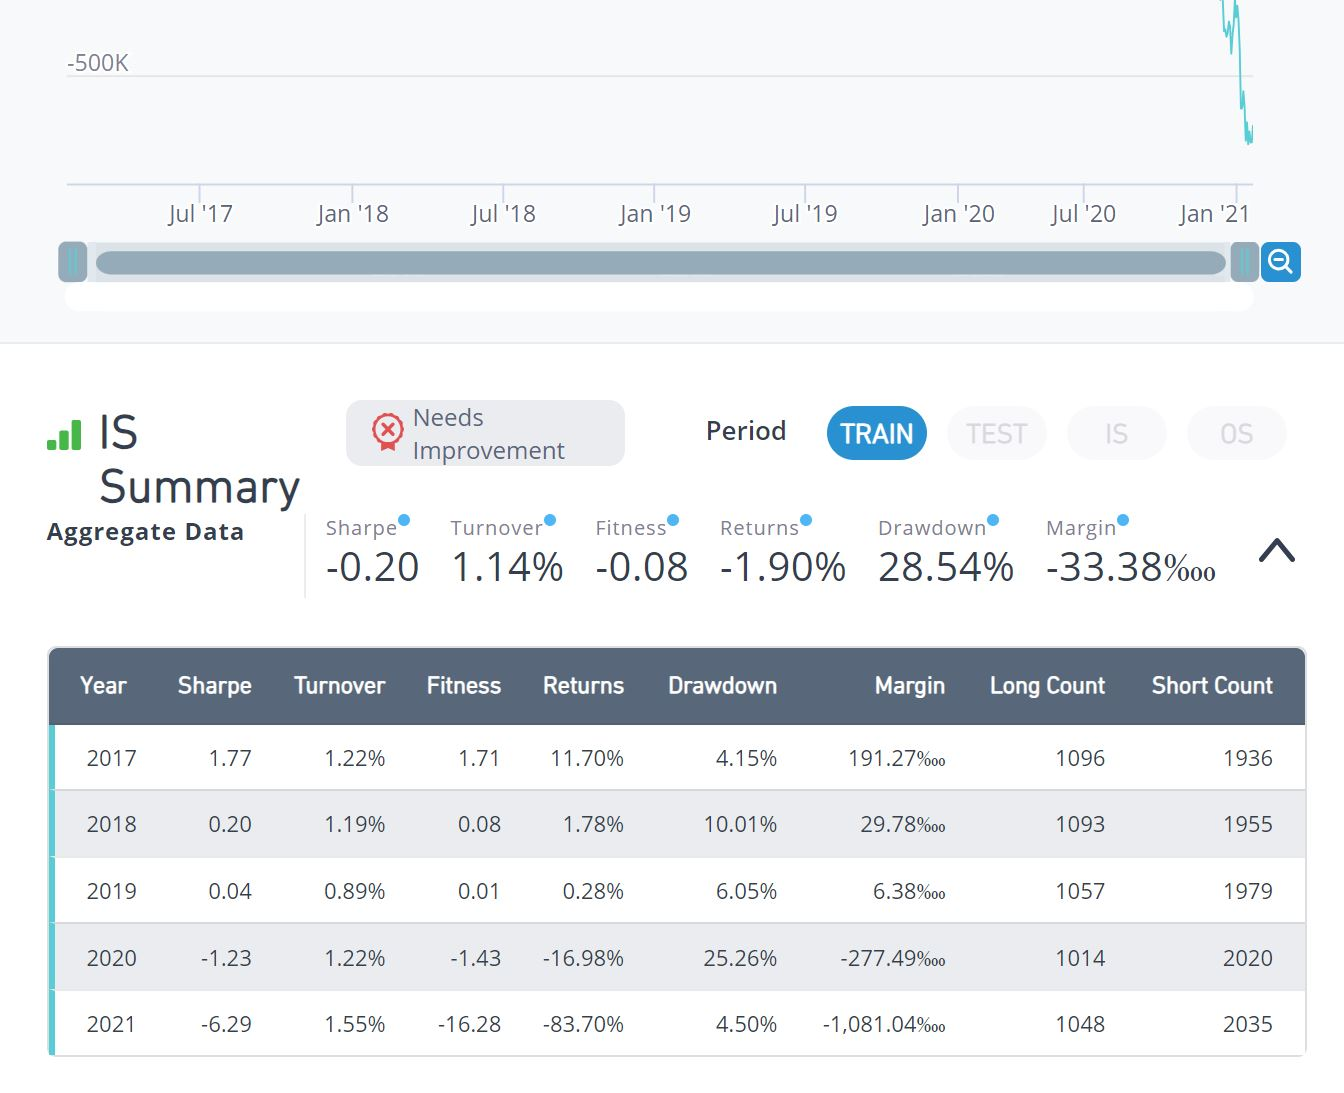 -500K
Jul '17 Jan '18 Jul '18 Jan '19 Jul '19 Jan '20 Jul '20 Jan '21
IS
Summary
Needs
Improvement
Period TRAIN TEST IS OS
Aggregate Data
Sharpe Turnover Fitness Returns Drawdown Margin
-0.20 1.14% -0.08 -1.90% 28.54% -33.38‱
Year Sharpe Turnover Fitness Returns Drawdown Margin Long Count Short Count
2017 1.77 1.22% 1.71 11.70% 4.15% 191.27‱ 1096 1936
2018 0.20 1.19% 0.08 1.78% 10.01% 29.78‱ 1093 1955
2019 0.04 0.89% 0.01 0.28% 6.05% 6.38‱ 1057 1979
2020 -1.23 1.22% -1.43 -16.98% 25.26% -277.49‱ 1014 2020
2021 -6.29 1.55% -16.28 -83.70% 4.50% -1,081.04‱ 1048 2035